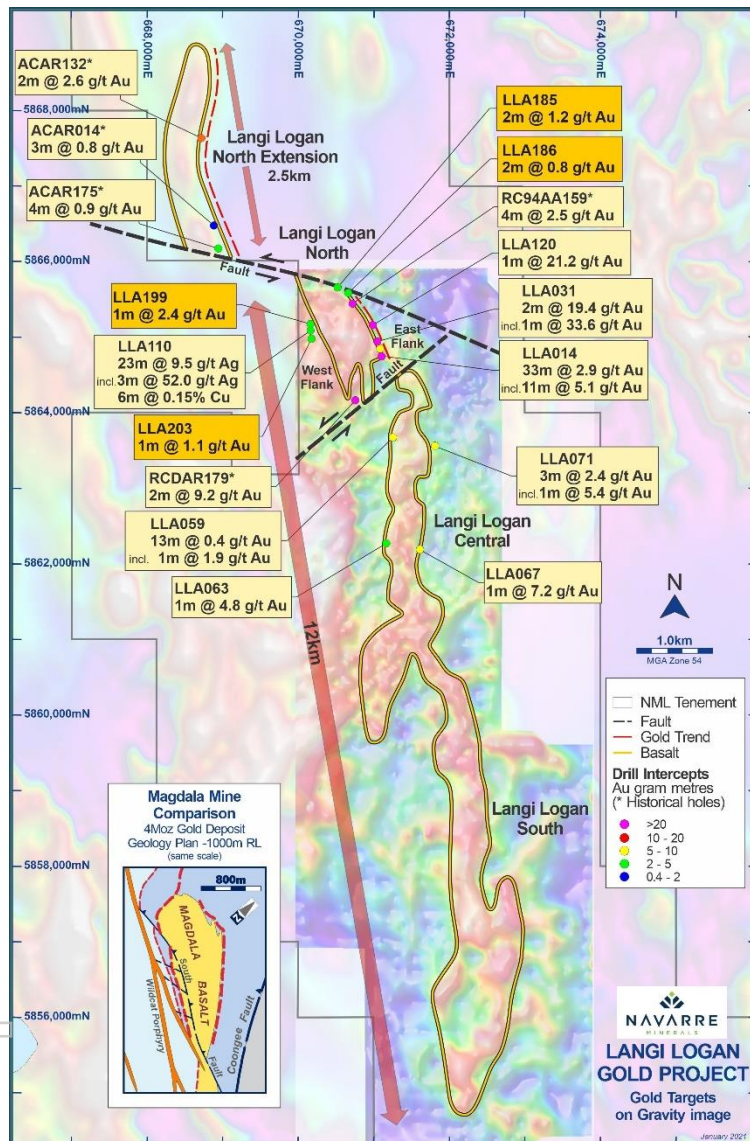 668,000mE
670,000mE
672,000mE
674,000mE
5868,000mN
5866,000mN
5864,000mN
5862,000mN
5860,000mN
5858,000mN
5856,000mN
ACAR132*
2m @ 2.6 g/t Au
ACAR014*
3m @ 0.8 g/t Au
ACAR175*
4m @ 0.9 g/t Au
Langi Logan
North Extension
2.5km
Langi Logan
North
LLA185
2m @ 1.2 g/t Au
LLA186
2m @ 0.8 g/t Au
RC94AA159*
4m @ 2.5 g/t Au
LLA120
1m @ 21.2 g/t Au
LLA031
2m @ 19.4 g/t Au
incl. 1m @ 33.6 g/t Au
LLA014
33m @ 2.9 g/t Au
incl. 11m @ 5.1 g/t Au
Fault
LLA199
1m @ 2.4 g/t Au
LLA110
23m @ 9.5 g/t Ag
incl. 3m @ 52.0 g/t Ag
6m @ 0.15% Cu
LLA203
1m @ 1.1 g/t Au
RCDAR179*
2m @ 9.2 g/t Au
East
Flank
West
Flank
Fault
LLA059
13m @ 0.4 g/t Au
incl. 1m @ 1.9 g/t Au
LLA063
1m @ 4.8 g/t Au
LLA071
3m @ 2.4 g/t Au
incl. 1m @ 5.4 g/t Au
Langi Logan
Central
LLA067
1m @ 7.2 g/t Au
12km
Langi Logan
South
N
1.0km
MGA Zone 54
NML Tenement
Fault
Gold Trend
Basalt
Drill Intercepts
Au gram metres
(* Historical holes)
>20
10 - 20
5 - 10
2 - 5
0.4 - 2
Magdala Mine
Comparison
4Moz Gold Deposit
Geology Plan -1000m RL
(same scale)
800m
N
MAGDALA
BASALT
South
Fault
Wildcat Porphyry
Coongee Fault
NAVARRE
MINERALS
LANGI LOGAN
GOLD PROJECT
Gold Targets
on Gravity image
January 2021